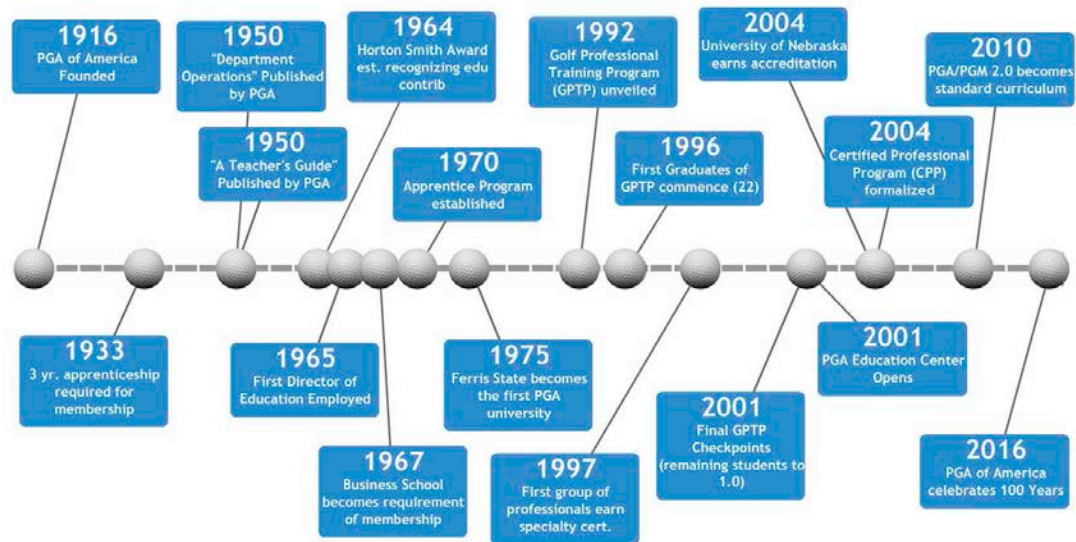 1916
PGA of America
Founded
1950
"Department
Operations" Published
by PGA
1950
"A Teacher's Guide"
Published by PGA
1964
Horton Smith Award
est. recognizing edu
contrib
1970
Apprentice Program
established
1992
Golf Professional
Training Program
(GPTP) unveiled
1996
First Graduates of
GPTP commence (22)
2004
University of Nebraska
earns accreditation
2004
Certified Professional
Program (CPP)
formalized
2010
PGA/PGM 2.0 becomes
standard curriculum
1933
3 yr. apprenticeship
required for
membership
1965
First Director of
Education Employed
1967
Business School
becomes requirement
of membership
1975
Ferris State becomes
the first PGA
university
1997
First group of
professionals earn
specialty cert.
2001
Final GPTP
Checkpoints
(remaining students to
1.0)
2001
PGA Education Center
Opens
2016
PGA of America
celebrates 100 Years